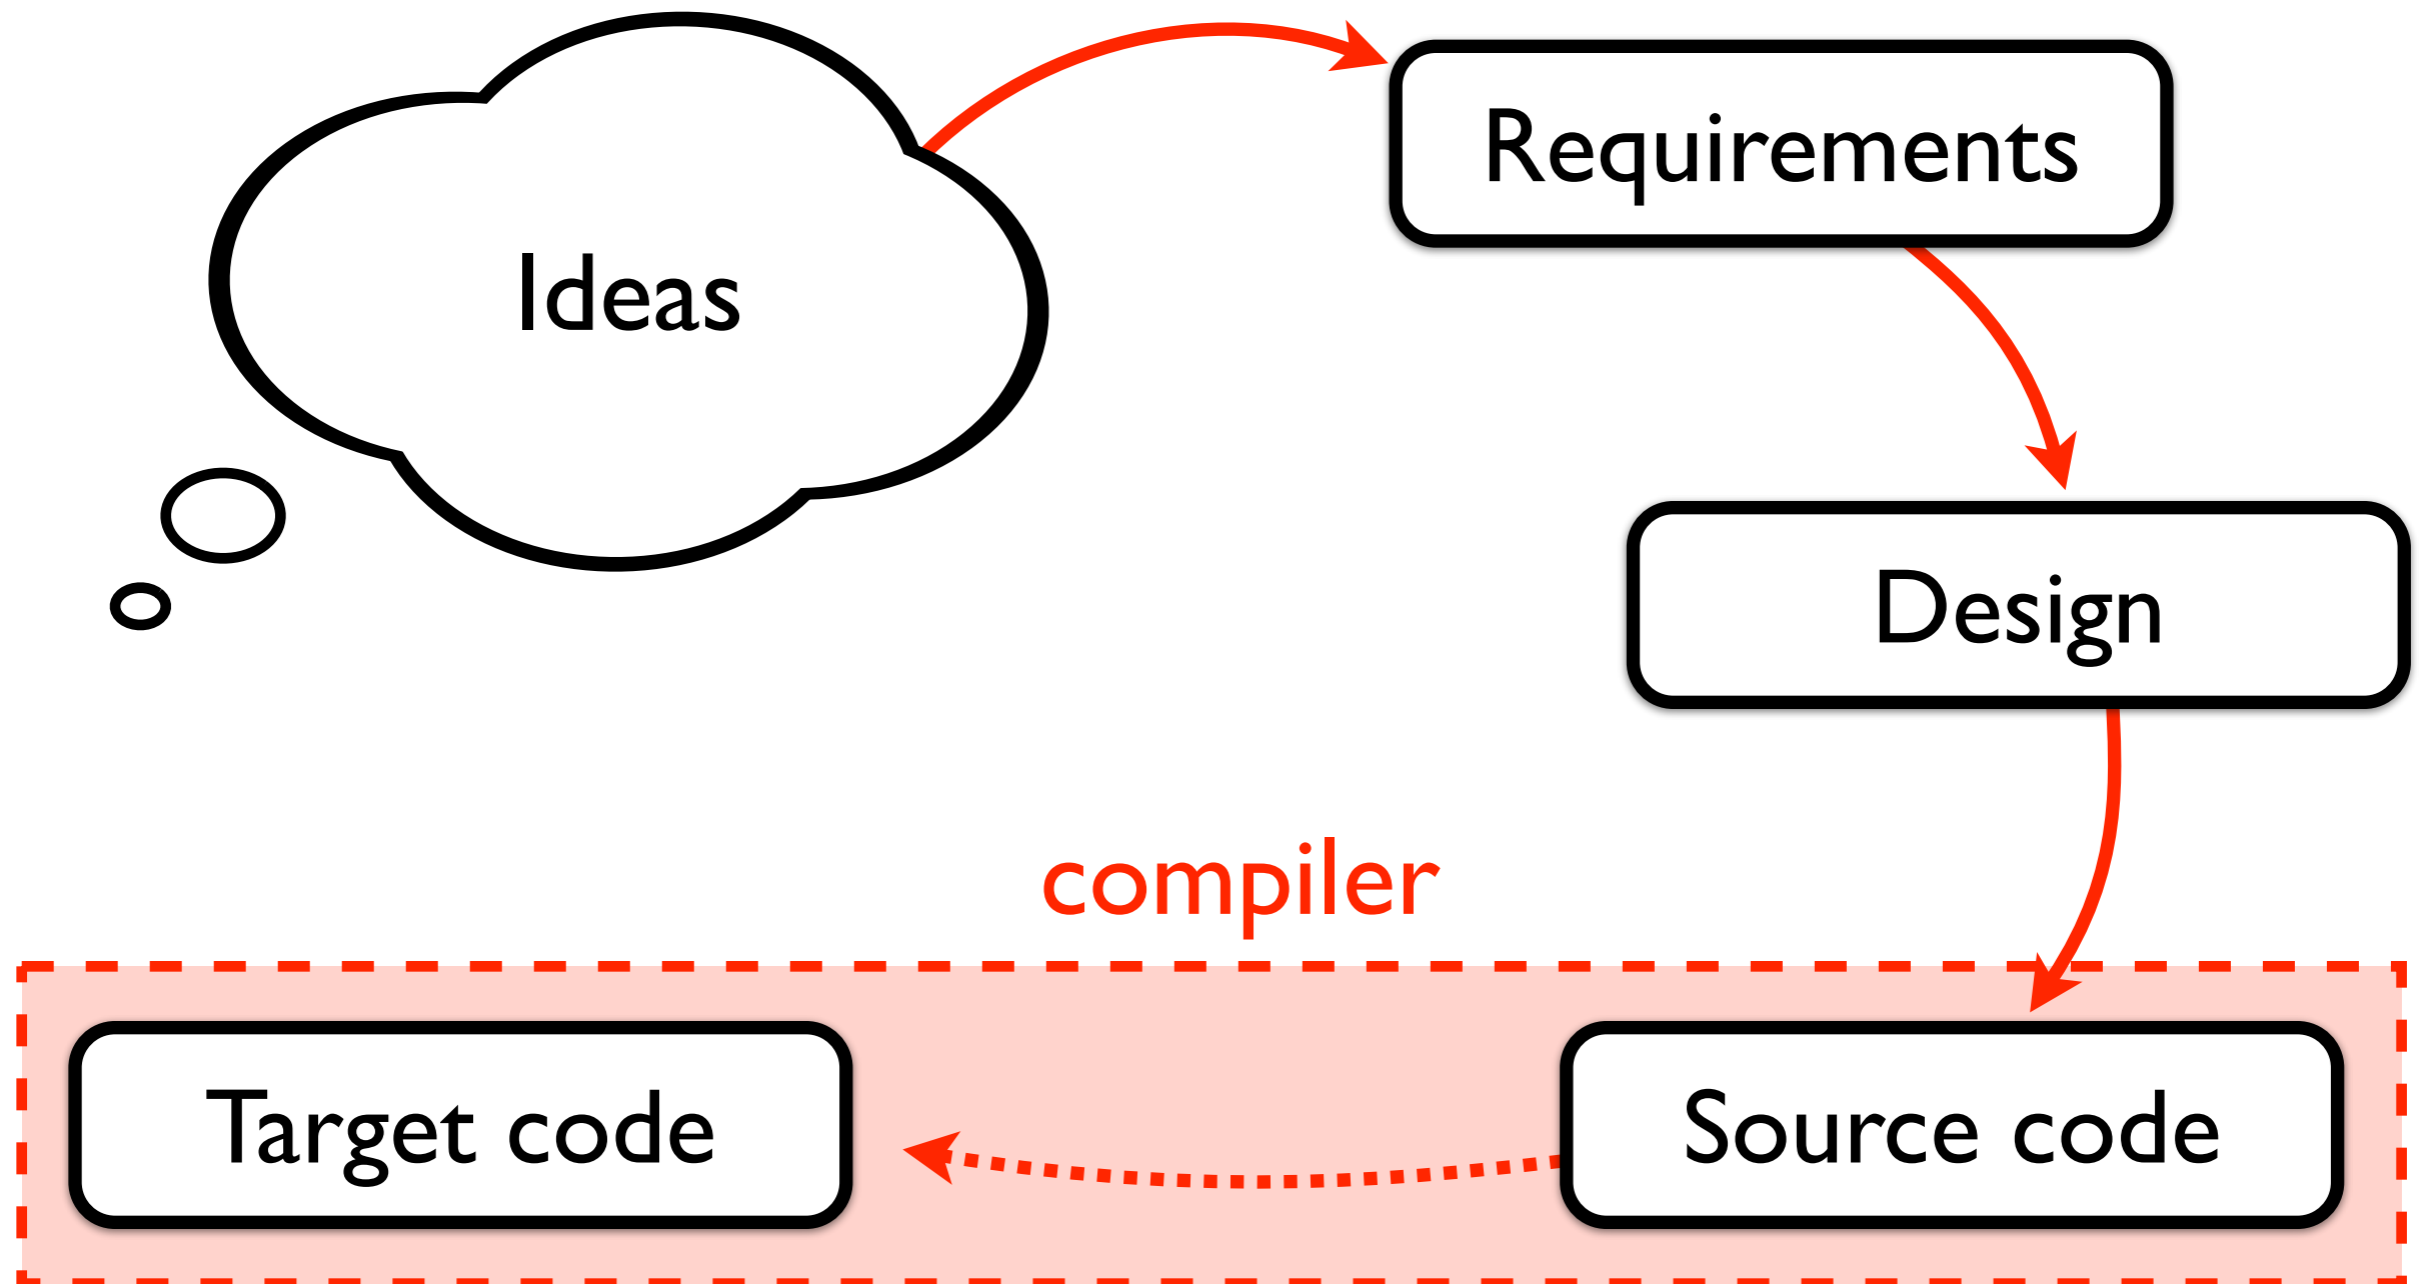 Ideas
Requirements
Design
compiler
Source code
Target code